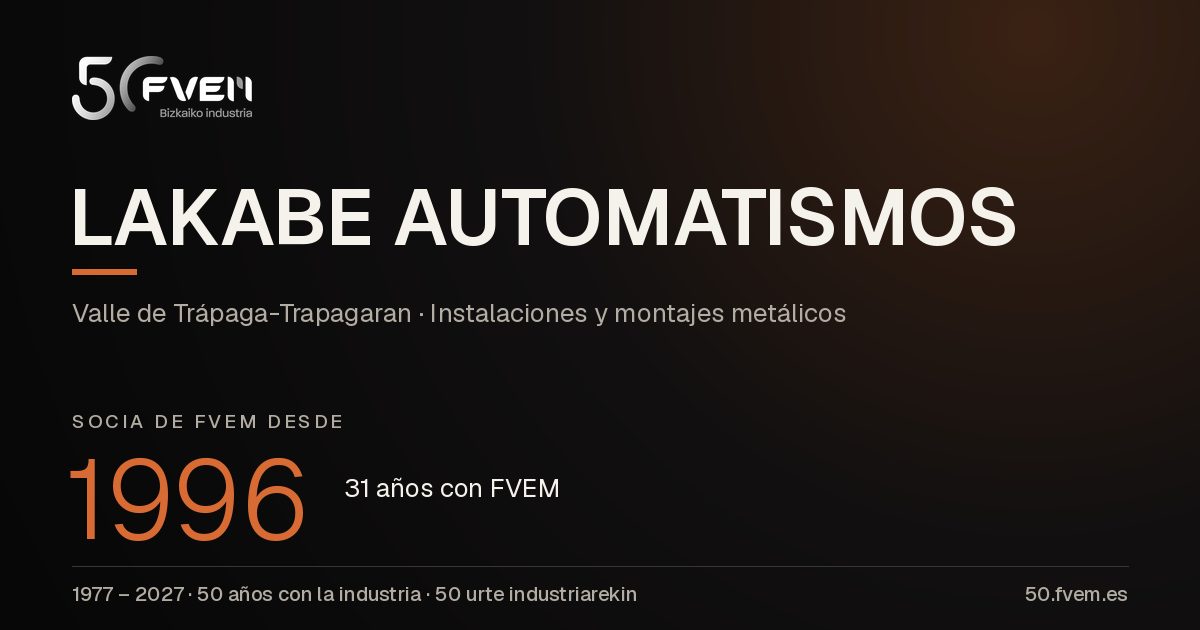 50 FVEM
Bizkaiko industria
LAKABE AUTOMATISMOS
Valle de Trápaga-Trapagaran · Instalaciones y montajes metálicos
SOCIA DE FVEM DESDE
1996
31 años con FVEM
1977 – 2027 · 50 años con la industria · 50 urte industriarekin
50.fvem.es